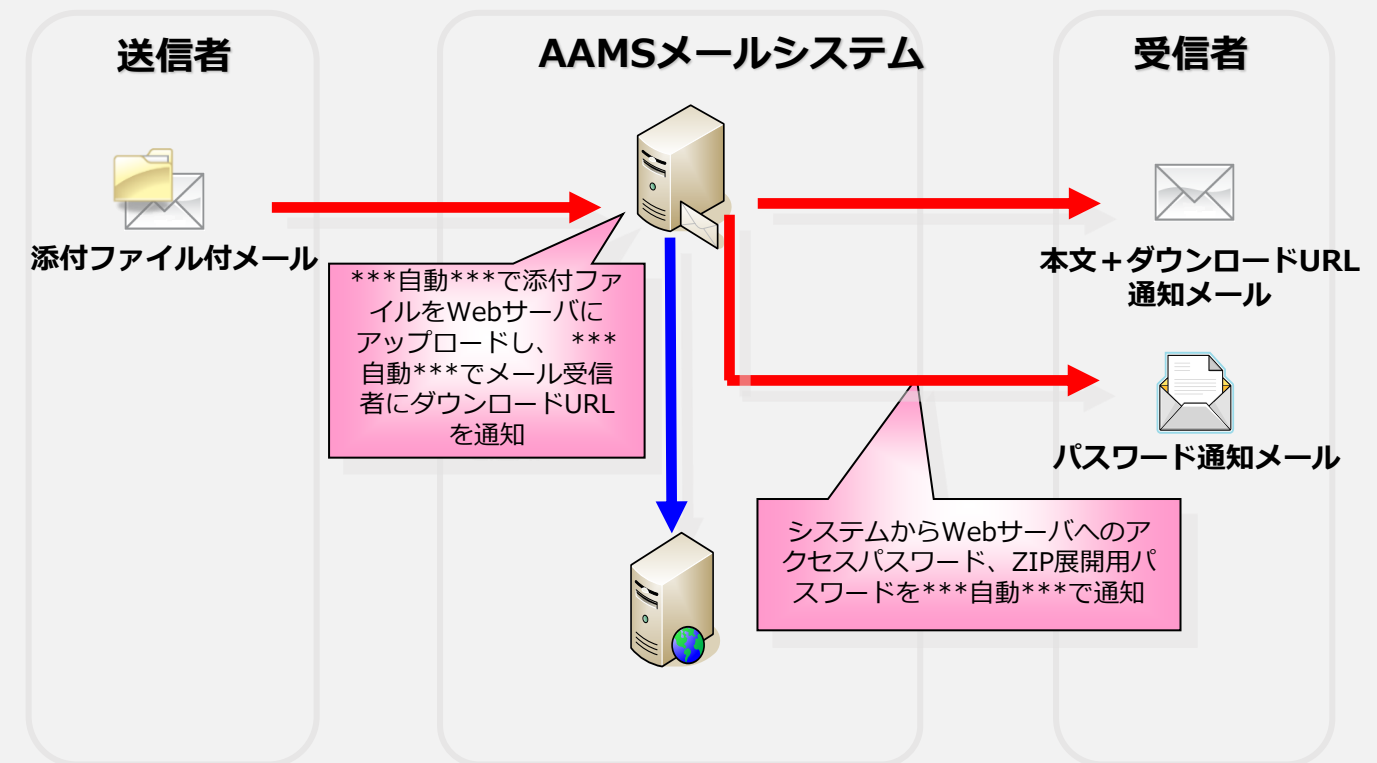 送信者
AAMSメールシステム
受信者
添付ファイル付メール
***自動***で添付ファ
イルをWebサーバに
アップロードし、 ***
自動***でメール受信
者にダウンロードURL
を通知
本文＋ダウンロードURL
通知メール
パスワード通知メール
システムからWebサーバへのア
クセスパスワード、ZIP展開用パ
スワードを***自動***で通知